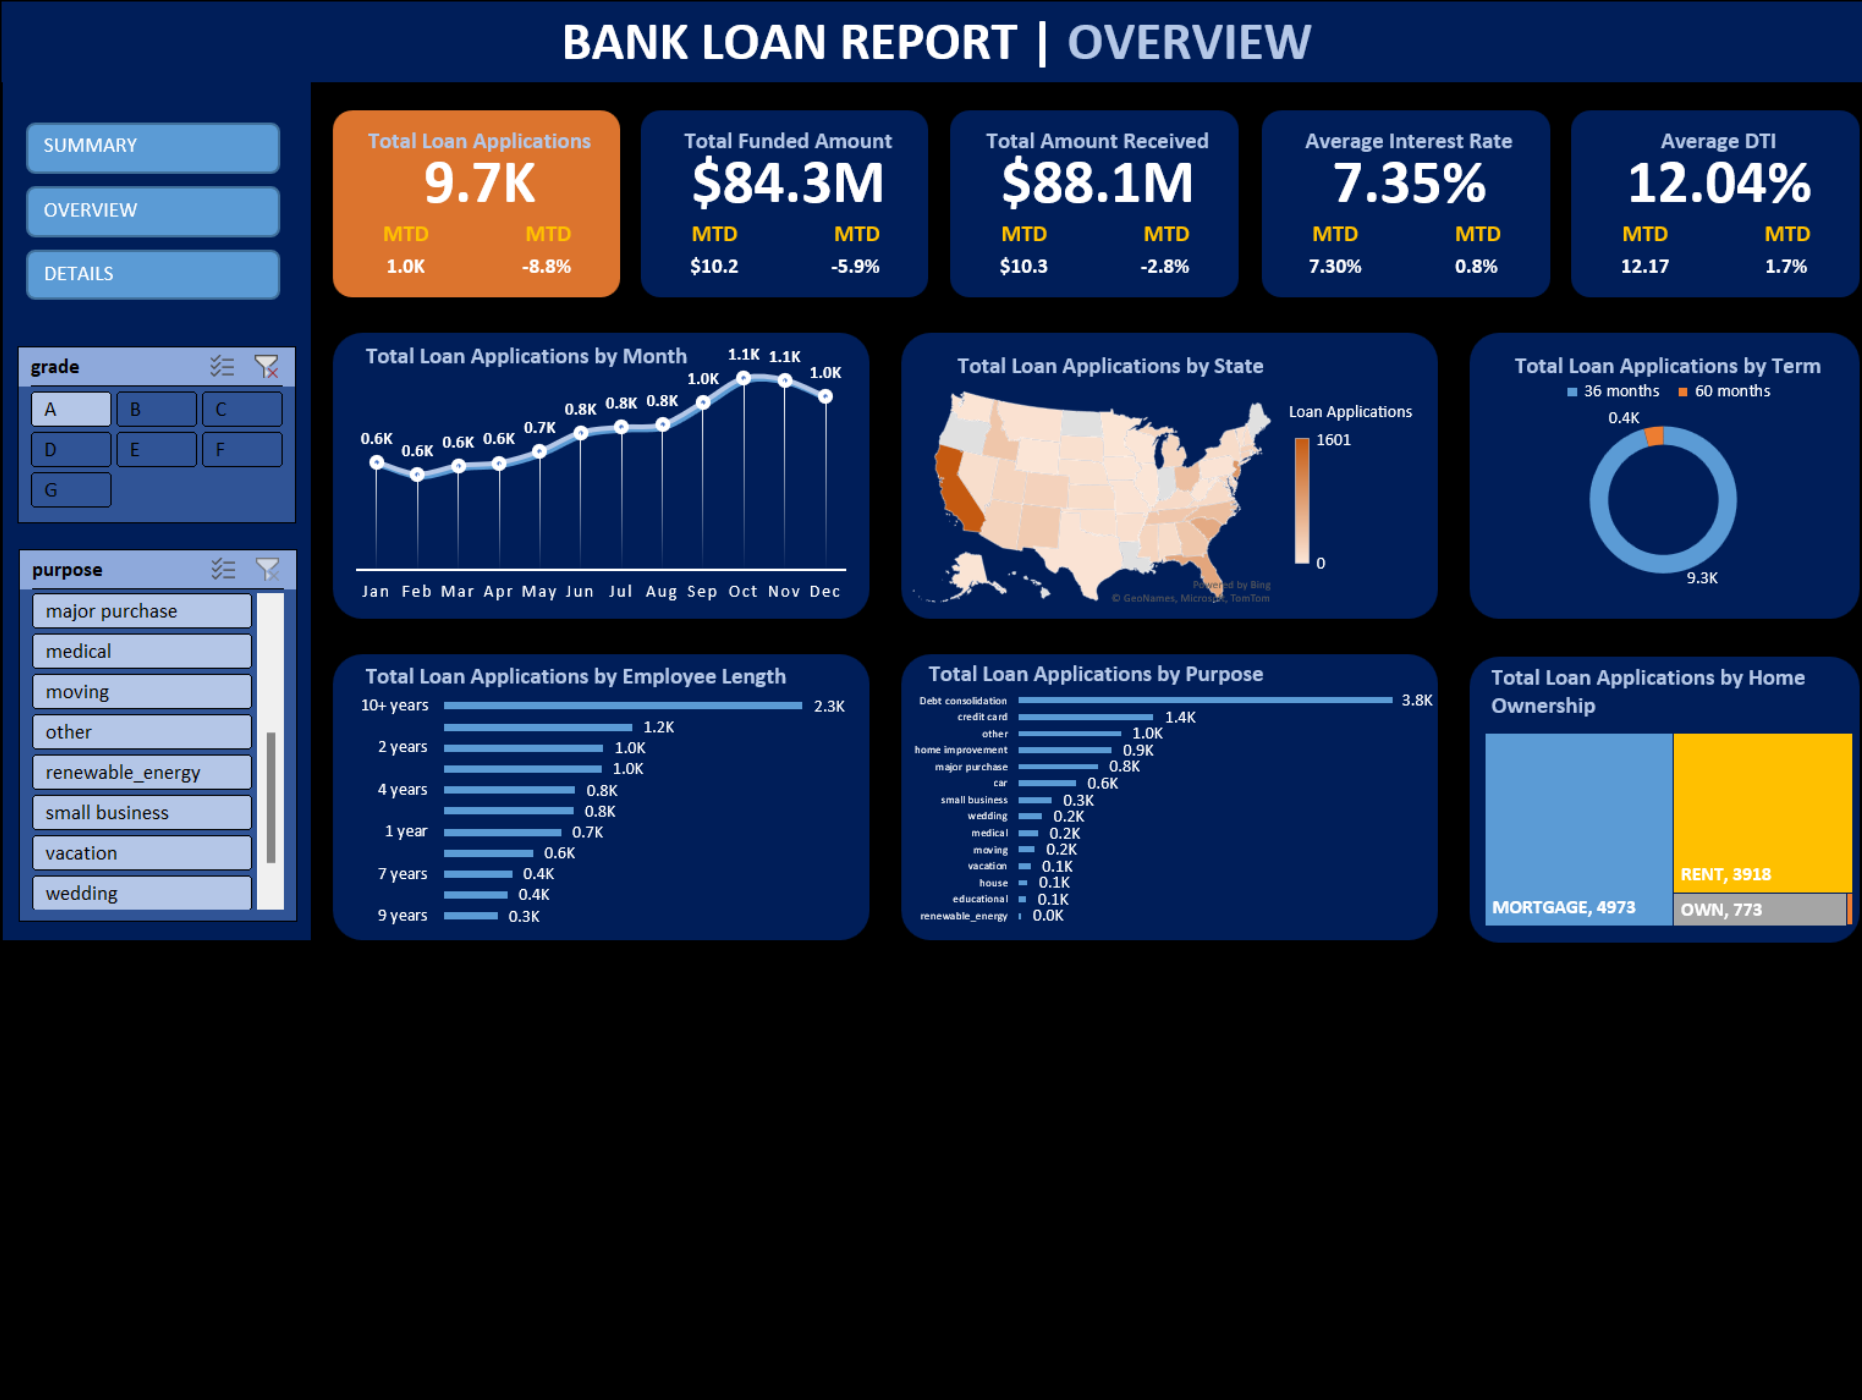 BANK LOAN REPORT | OVERVIEW
SUMMARY
OVERVIEW
DETAILS
grade
A B C
D E F
G
purpose
major purchase
medical
moving
other
renewable_energy
small business
vacation
wedding
Total Loan Applications
9.7K
MTD MTD
1.0K -8.8%
Total Funded Amount
$84.3M
MTD MTD
$10.2 -5.9%
Total Amount Received
$88.1M
MTD MTD
$10.3 -2.8%
Average Interest Rate
7.35%
MTD MTD
7.30% 0.8%
Average DTI
12.04%
MTD MTD
12.17 1.7%
Total Loan Applications by Month
0.6K 0.6K 0.6K 0.6K 0.7K 0.8K 0.8K 0.8K 1.0K 1.1K 1.1K 1.0K
Jan Feb Mar Apr May Jun Jul Aug Sep Oct Nov Dec
Total Loan Applications by State
Loan Applications
1601
0
Powered by Bing
© GeoNames, Microsoft, TomTom
Total Loan Applications by Term
36 months 60 months
0.4K
9.3K
Total Loan Applications by Employee Length
10+ years 2.3K
1.2K
2 years 1.0K
1.0K
4 years 0.8K
0.8K
1 year 0.7K
0.6K
7 years 0.4K
0.4K
9 years 0.3K
Total Loan Applications by Purpose
Debt consolidation 3.8K
credit card 1.4K
other 1.0K
home improvement 0.9K
major purchase 0.8K
car 0.6K
small business 0.3K
wedding 0.2K
medical 0.2K
moving 0.2K
vacation 0.1K
house 0.1K
educational 0.1K
renewable_energy 0.0K
Total Loan Applications by Home
Ownership
RENT, 3918
MORTGAGE, 4973
OWN, 773